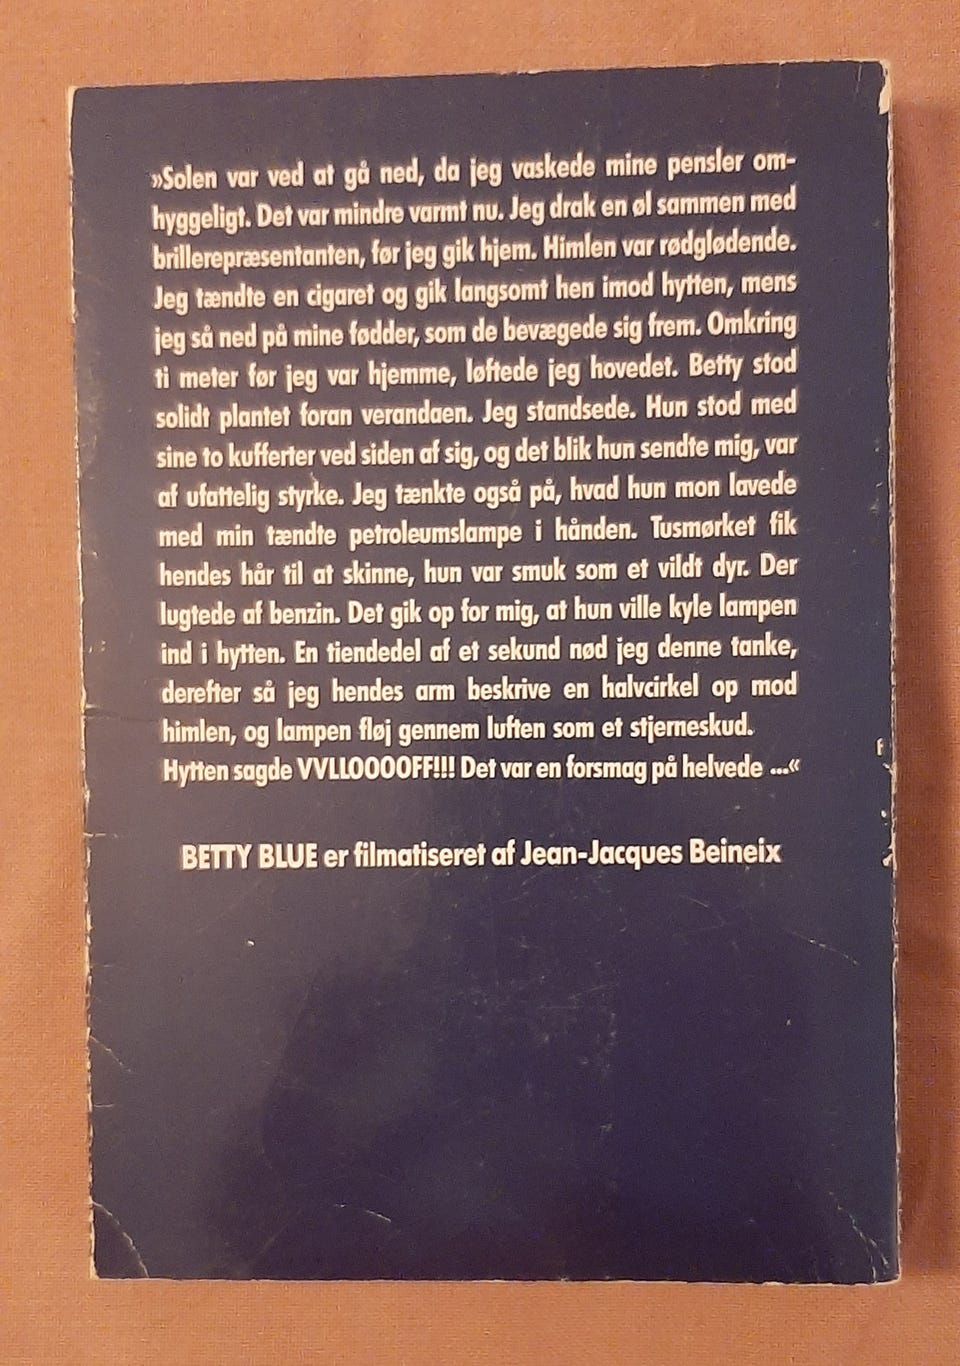 »Solen var ved at gå ned, da jeg vaskede mine pensler om-
hyggeligt. Det var mindre varmt nu. Jeg drak en øl sammen med
brillerepræsentanten, før jeg gik hjem. Himlen var rødglødende.
Jeg tændte en cigaret og gik langsomt hen imod hytten, mens
jeg så ned på mine fødder, som de bevægede sig frem. Omkring
ti meter før jeg var hjemme, løftede jeg hovedet. Betty stod
solidt plantet foran verandaen. Jeg standsede. Hun stod med
sine to kufferter ved siden af sig, og det blik hun sendte mig, var
af ufattelig styrke. Jeg tænkte også på, hvad hun mon lavede
med min tændte petroleumslampe i hånden. Tusmørket fik
hendes hår til at skinne, hun var smuk som et vildt dyr. Der
lugtede af benzin. Det gik op for mig, at hun ville kyle lampen
ind i hytten. En tiendedel af et sekund nød jeg denne tanke,
derefter så jeg hendes arm beskrive en halvcirkel op mod
himlen, og lampen fløj gennem luften som et stjerneskud.
Hytten sagde VVLLOOOOFF!!! Det var en forsmag på helvede ...«
BETTY BLUE er filmatiseret af Jean-Jacques Beineix